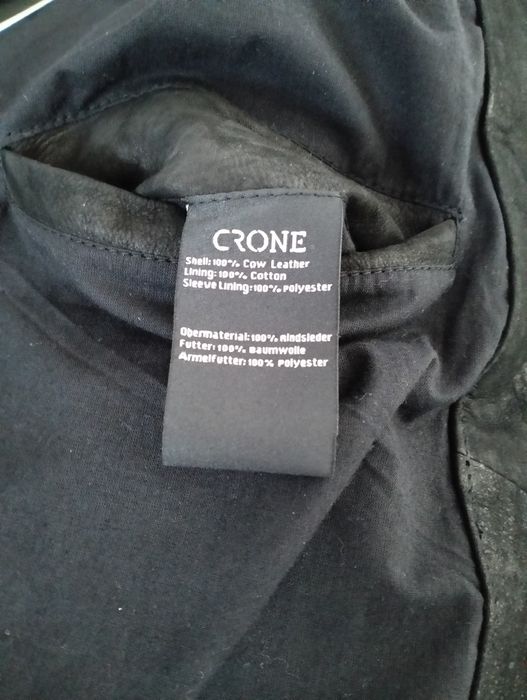 CRONE
Shell: 100% Cow Leather
Lining: 100% Cotton
Sleeve Lining: 100% Polyester
Obermaterial: 100% Rindsleder
Futter: 100% Baumwolle
Armelfutter: 100% Polyester